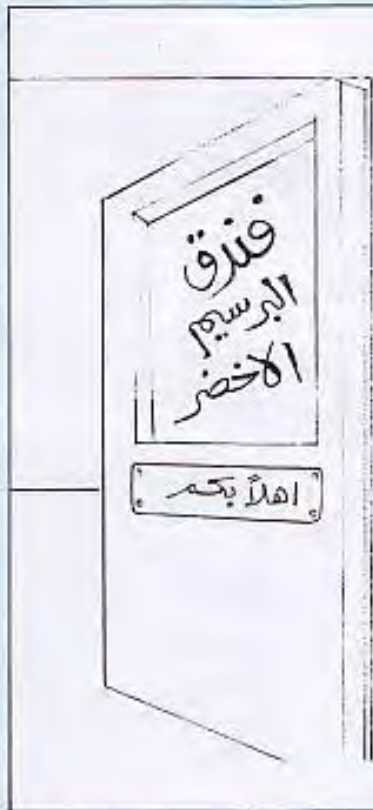 فندق
البرسيم
الاخضر
اهلاً بكم